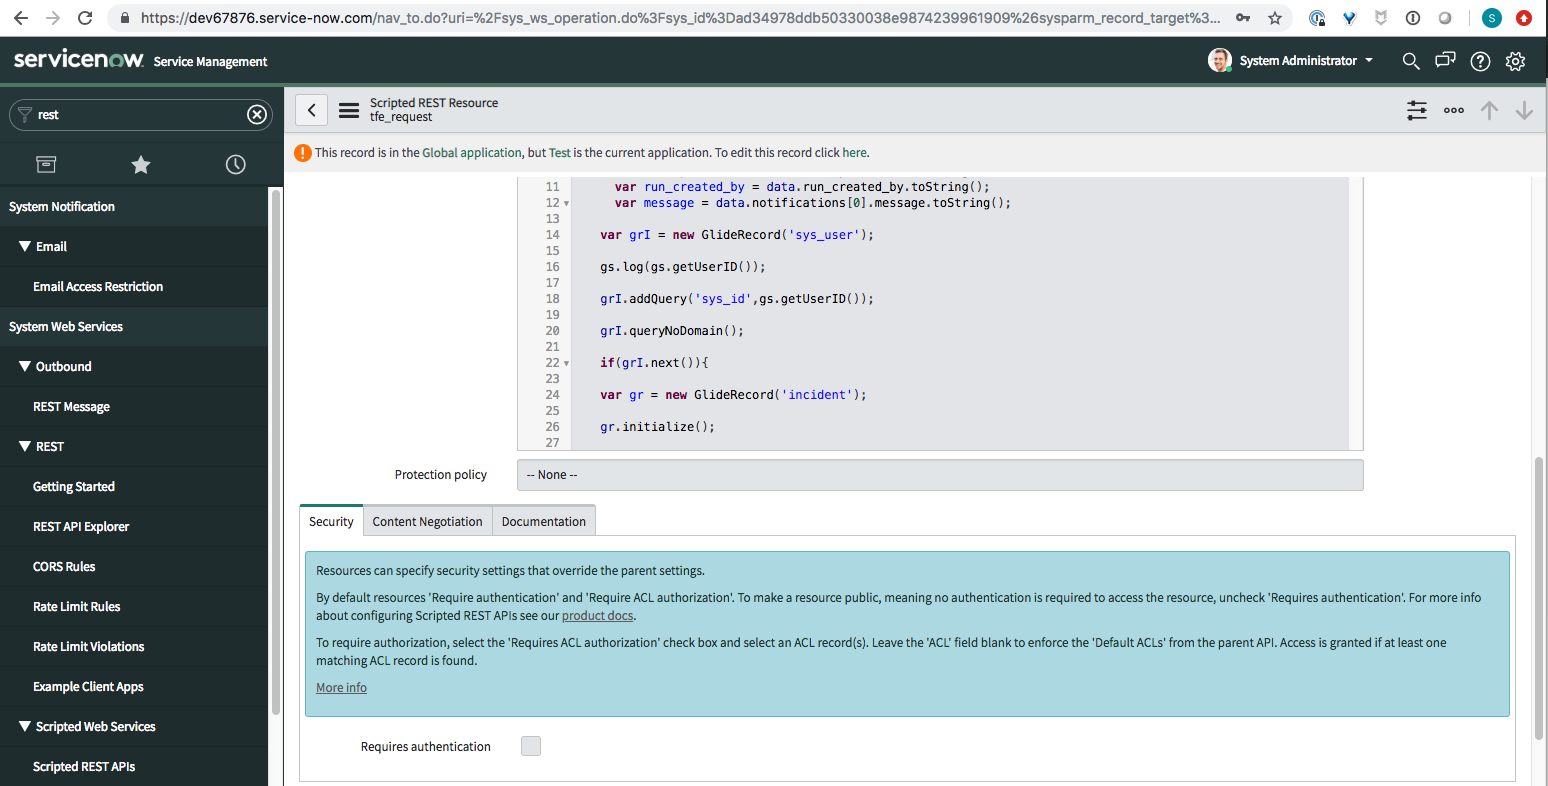 https://dev67876.service-now.com/nav_to.do?uri=%2Fsys_ws_operation.do%3Fsys_id%3Dad34978ddb50330038e9874239961909%26sysparm_record_target%3...
S
servicenow. Service Management
System Administrator
rest
Scripted REST Resource
tfe_request
This record is in the Global application, but Test is the current application. To edit this record click here.
System Notification
Email
Email Access Restriction
System Web Services
Outbound
REST Message
REST
Getting Started
REST API Explorer
CORS Rules
Rate Limit Rules
Rate Limit Violations
Example Client Apps
Scripted Web Services
Scripted REST APIs
11 var run_created_by = data.run_created_by.toString();
12 var message = data.notifications[0].message.toString();
13
14 var grI = new GlideRecord('sys_user');
15
16 gs.log(gs.getUserID());
17
18 grI.addQuery('sys_id',gs.getUserID());
19
20 grI.queryNoDomain();
21
22 if(grI.next()){
23
24 var gr = new GlideRecord('incident');
25
26 gr.initialize();
27
Protection policy
-- None --
Security Content Negotiation Documentation
Resources can specify security settings that override the parent settings.
By default resources 'Require authentication' and 'Require ACL authorization'. To make a resource public, meaning no authentication is required to access the resource, uncheck 'Requires authentication'. For more info
about configuring Scripted REST APIs see our product docs.
To require authorization, select the 'Requires ACL authorization' check box and select an ACL record(s). Leave the 'ACL' field blank to enforce the 'Default ACLs' from the parent API. Access is granted if at least one
matching ACL record is found.
More info
Requires authentication